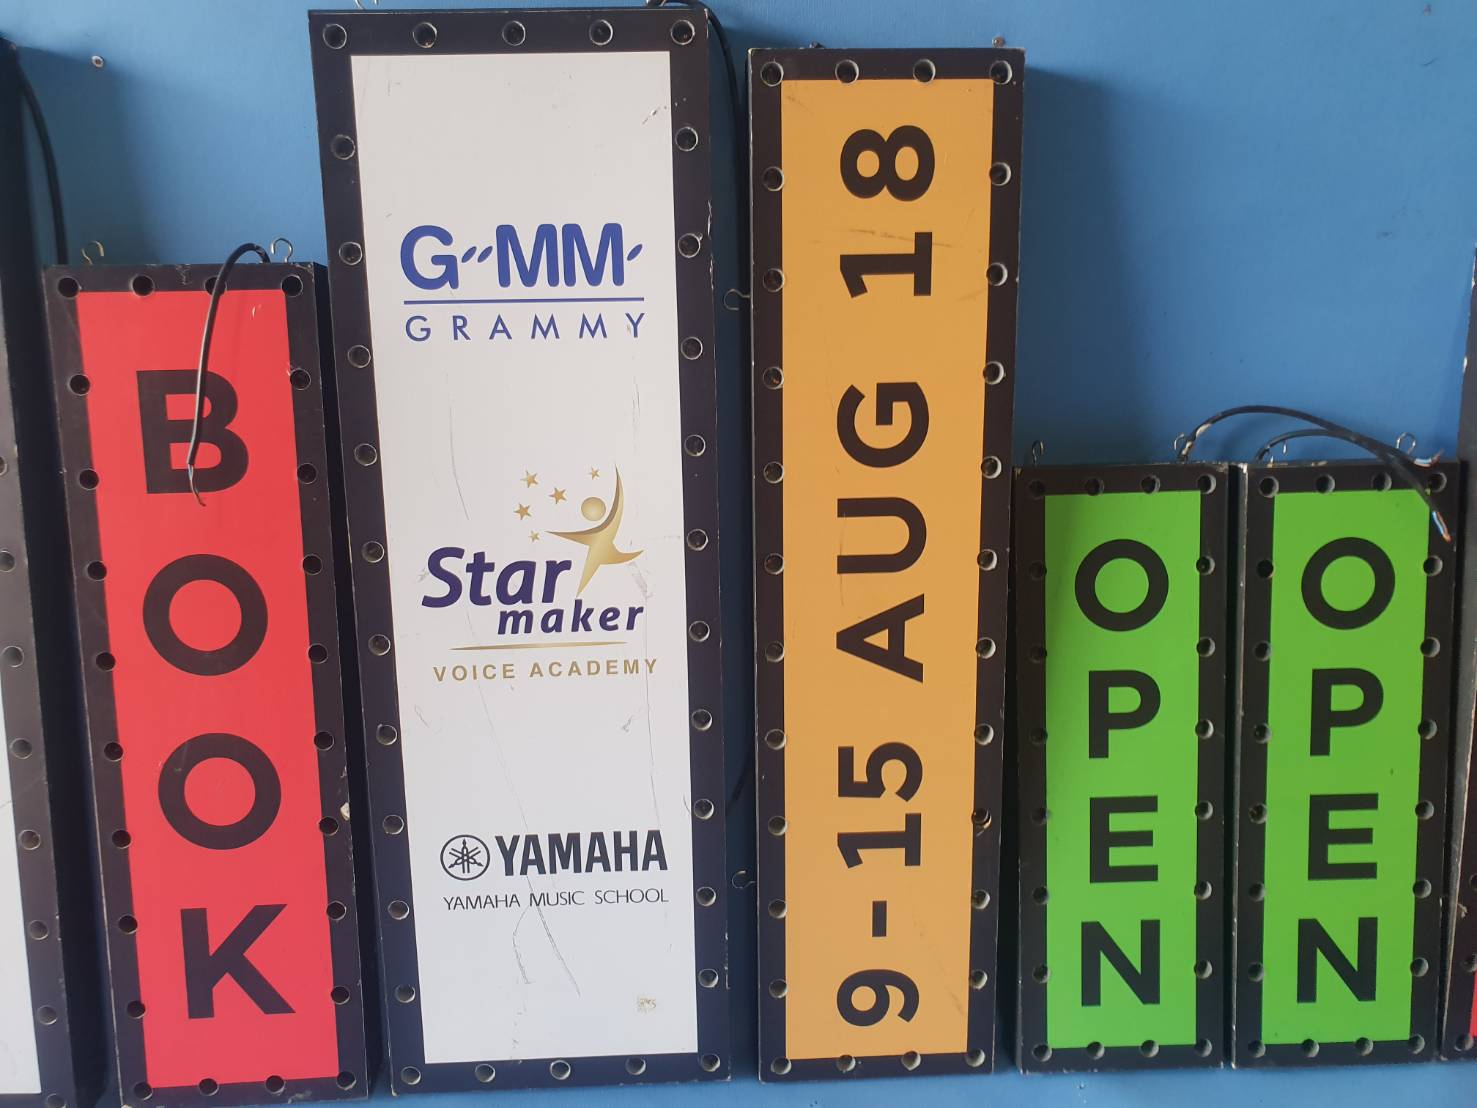 BOOK
G"MM'
GRAMMY
Star
maker
VOICE ACADEMY
YAMAHA
YAMAHA MUSIC SCHOOL
9-15 AUG 18
OPEN
OPEN